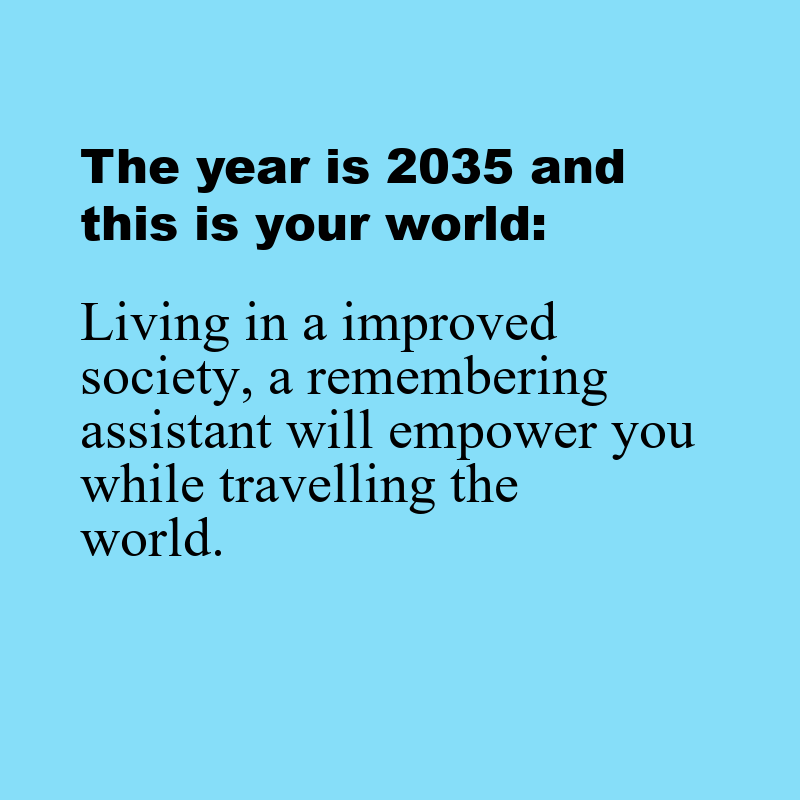 The year is 2035 and
this is your world:
Living in a improved
society, a remembering
assistant will empower you
while travelling the
world.